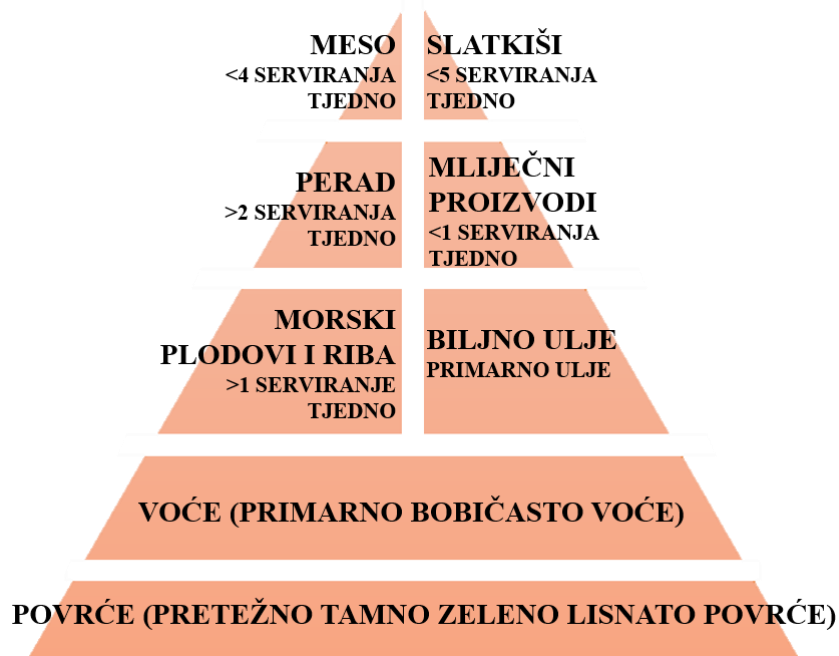 MESO
<4 SERVIRANJA
TJEDNO
SLATKIŠI
<5 SERVIRANJA
TJEDNO
PERAD
>2 SERVIRANJA
TJEDNO
MLIJEČNI
PROIZVODI
<1 SERVIRANJA
TJEDNO
MORSKI
PLODOVI I RIBA
>1 SERVIRANJE
TJEDNO
BILJNO ULJE
PRIMARNO ULJE
VOĆE (PRIMARNO BOBIČASTO VOĆE)
POVRĆE (PRETEŽNO TAMNO ZELENO LISNATO POVRĆE)